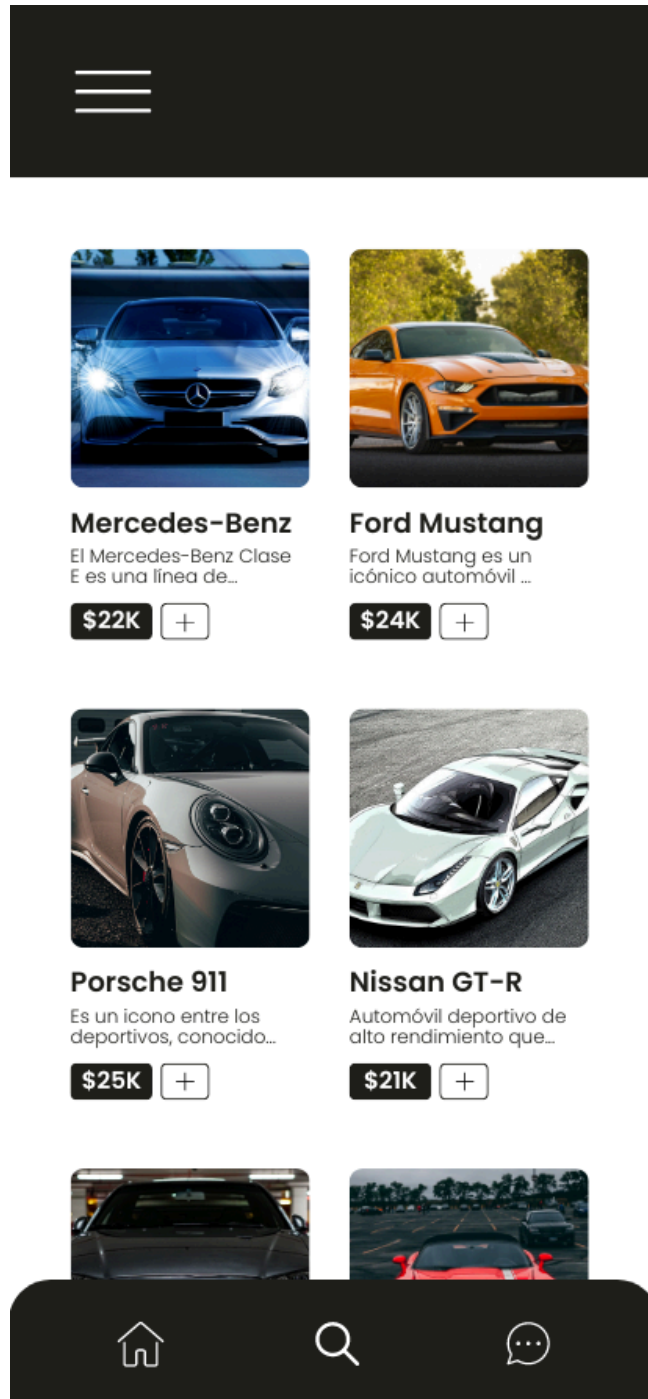 Mercedes-Benz
El Mercedes-Benz Clase
E es una línea de...
$22K
Ford Mustang
Ford Mustang es un
icónico automóvil ...
$24K
Porsche 911
Es un icono entre los
deportivos, conocido...
$25K
Nissan GT-R
Automóvil deportivo de
alto rendimiento que...
$21K